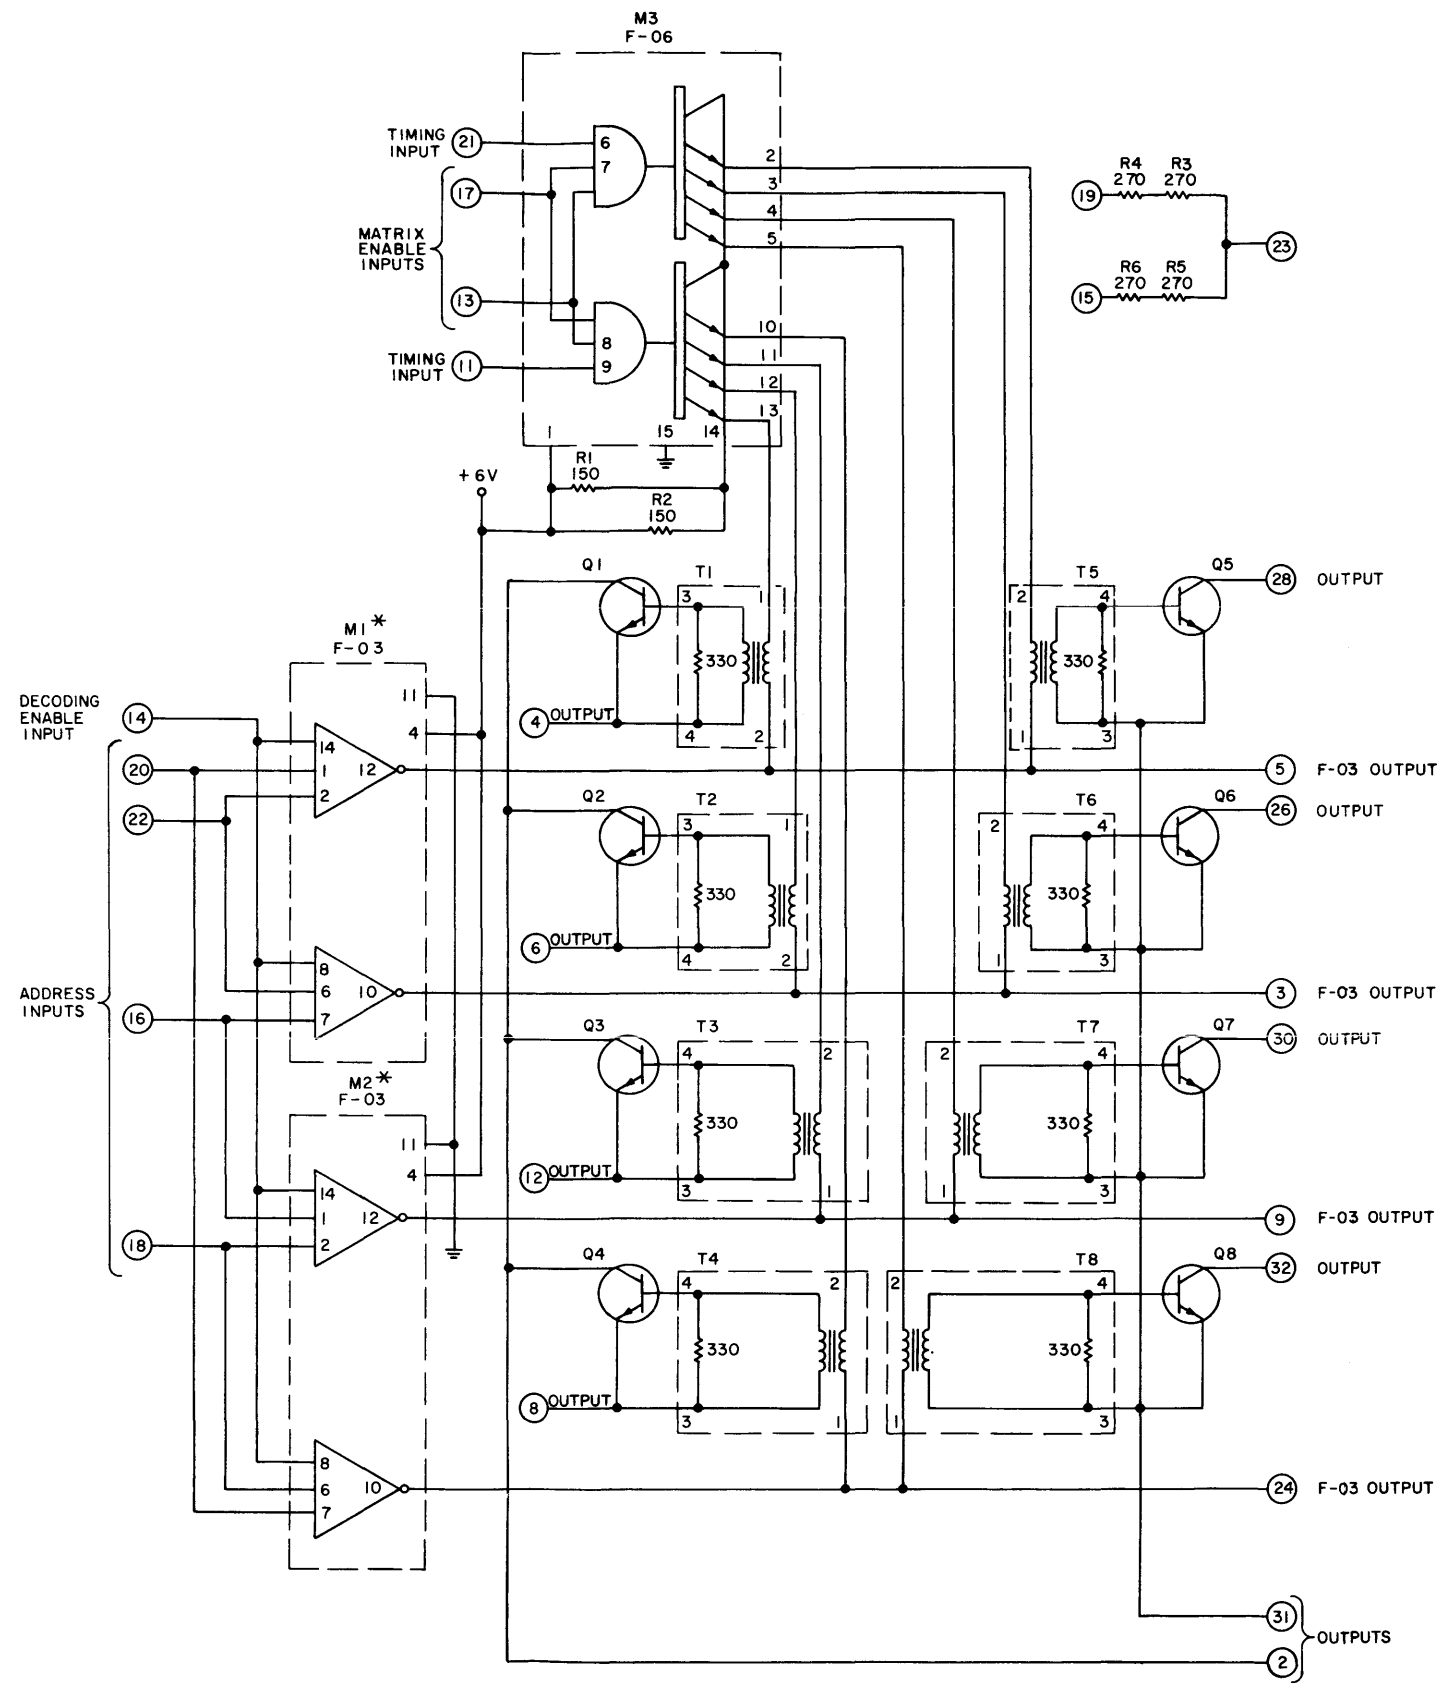 M3
F-06
TIMING
INPUT
21
6
7
17
MATRIX
ENABLE
INPUTS
13
8
9
TIMING
INPUT
11
2
3
4
5
10
11
12
13
1
15
14
R4
270
R3
270
19
23
R6
270
R5
270
15
+6V
R1
150
R2
150
Q1
T1
3
1
330
4
OUTPUT
4
2
T5
2
4
330
1
3
Q5
28
OUTPUT
M1*
F-03
11
4
DECODING
ENABLE
INPUT
14
20
22
14
1
2
12
5
F-03 OUTPUT
Q2
T2
3
1
330
6
OUTPUT
4
2
T6
2
4
330
1
3
Q6
26
OUTPUT
ADDRESS
INPUTS
16
8
6
7
10
3
F-03 OUTPUT
Q3
T3
4
2
330
12
OUTPUT
3
1
T7
2
4
330
1
3
Q7
30
OUTPUT
M2*
F-03
11
4
18
14
1
2
12
9
F-03 OUTPUT
Q4
T4
4
2
330
8
OUTPUT
3
1
T8
2
4
330
1
3
Q8
32
OUTPUT
8
6
7
10
24
F-03 OUTPUT
31
OUTPUTS
2